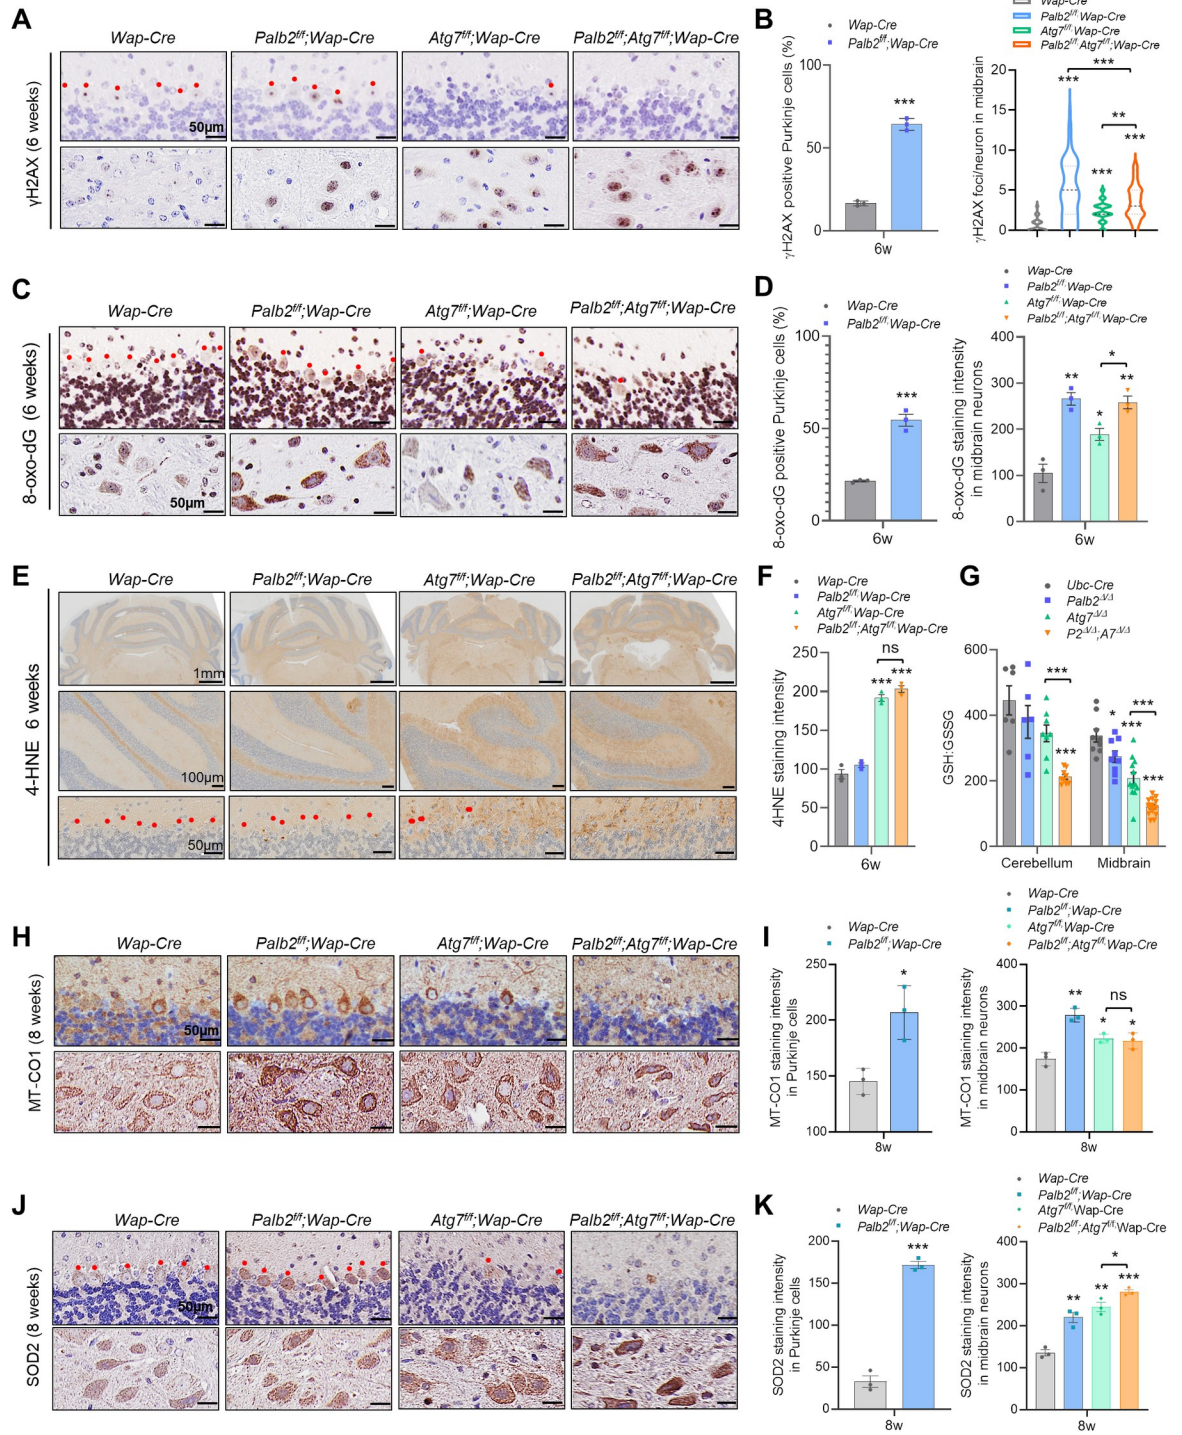 A
Wap-Cre
Palb2f/f;Wap-Cre
Atg7f/f;Wap-Cre
Palb2f/f;Atg7f/f;Wap-Cre
γH2AX (6 weeks)
50μm
B
Wap-Cre
Palb2f/f;Wap-Cre
γH2AX positive Purkinje cells (%)
100
50
0
***
6w
Wap-Cre
Palb2f/f;Wap-Cre
Atg7f/f;Wap-Cre
Palb2f/f;Atg7f/f;Wap-Cre
γH2AX foci/neuron in midbrain
20
15
10
5
0
***
***
***
**
***
C
Wap-Cre
Palb2f/f;Wap-Cre
Atg7f/f;Wap-Cre
Palb2f/f;Atg7f/f;Wap-Cre
8-oxo-dG (6 weeks)
50μm
D
Wap-Cre
Palb2f/f;Wap-Cre
8-oxo-dG positive Purkinje cells (%)
100
50
0
***
6w
Wap-Cre
Palb2f/f;Wap-Cre
Atg7f/f;Wap-Cre
Palb2f/f;Atg7f/f;Wap-Cre
8-oxo-dG staining intensity
in midbrain neurons
400
300
200
100
0
**
*
*
**
6w
E
Wap-Cre
Palb2f/f;Wap-Cre
Atg7f/f;Wap-Cre
Palb2f/f;Atg7f/f;Wap-Cre
4-HNE 6 weeks
1mm
100μm
50μm
F
Wap-Cre
Palb2f/f;Wap-Cre
Atg7f/f;Wap-Cre
Palb2f/f;Atg7f/f;Wap-Cre
4HNE staining intensity
250
200
150
100
50
0
ns
***
***
6w
G
Ubc-Cre
Palb2Δ/Δ
Atg7Δ/Δ
P2Δ/Δ;A7Δ/Δ
GSH:GSSG
600
400
200
0
***
***
*
***
***
***
Cerebellum
Midbrain
H
Wap-Cre
Palb2f/f;Wap-Cre
Atg7f/f;Wap-Cre
Palb2f/f;Atg7f/f;Wap-Cre
MT-CO1 (8 weeks)
50μm
I
Wap-Cre
Palb2f/f;Wap-Cre
MT-CO1 staining intensity
in Purkinje cells
250
200
150
100
*
8w
Wap-Cre
Palb2f/f;Wap-Cre
Atg7f/f;Wap-Cre
Palb2f/f;Atg7f/f;Wap-Cre
MT-CO1 staining intensity
in midbrain neurons
400
300
200
100
0
**
ns
*
*
8w
J
Wap-Cre
Palb2f/f;Wap-Cre
Atg7f/f;Wap-Cre
Palb2f/f;Atg7f/f;Wap-Cre
SOD2 (8 weeks)
50μm
K
Wap-Cre
Palb2f/f;Wap-Cre
SOD2 staining intensity
in Purkinje cells
200
150
100
50
0
***
8w
Wap-Cre
Palb2f/f;Wap-Cre
Atg7f/f;Wap-Cre
Palb2f/f;Atg7f/f;Wap-Cre
SOD2 staining intensity
in midbrain neurons
400
300
200
100
0
**
**
*
***
8w